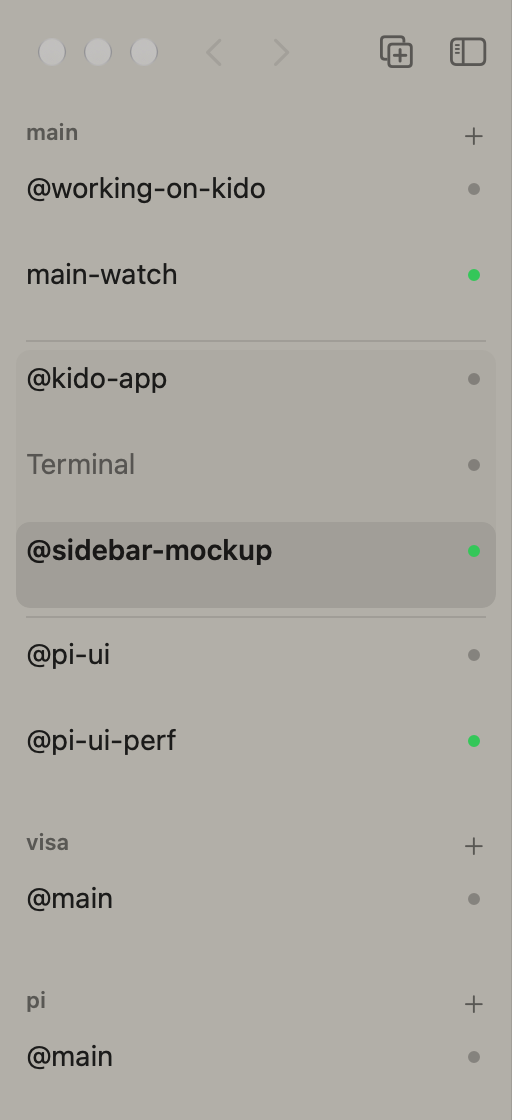 main
@working-on-kido
main-watch
@kido-app
Terminal
@sidebar-mockup
@pi-ui
@pi-ui-perf
visa
@main
pi
@main